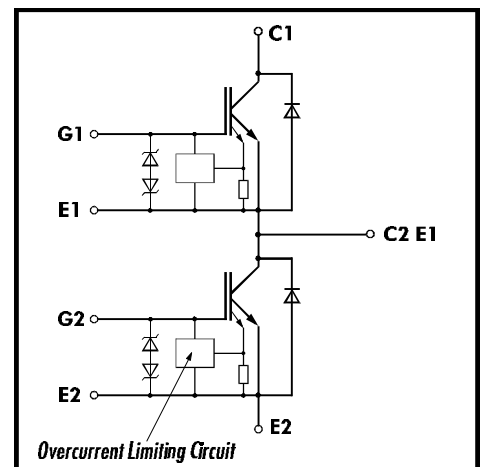 C1
G1
E1
C2 E1
G2
E2
E2
Overcurrent Limiting Circuit